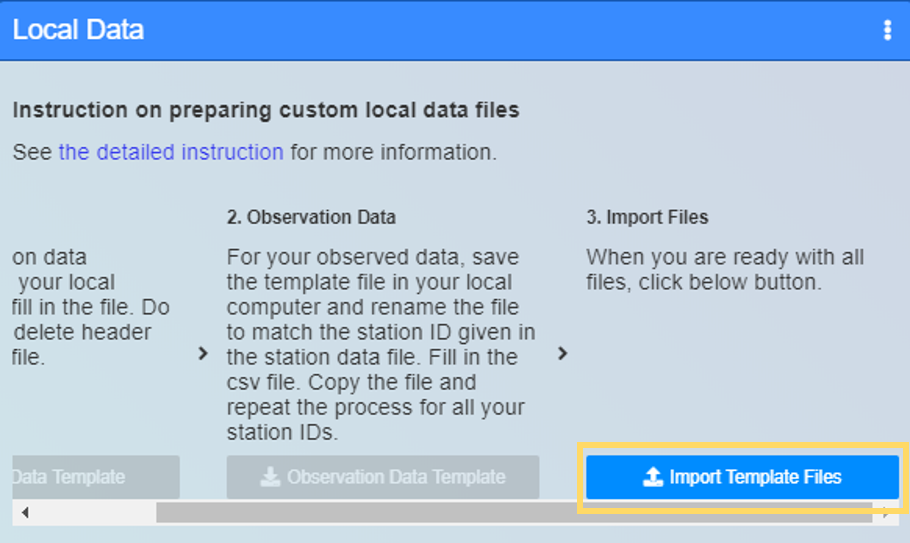 Local Data
Instruction on preparing custom local data files
See the detailed instruction for more information.
on data
your local
fill in the file. Do
delete header
file.
Data Template
2. Observation Data
For your observed data, save
the template file in your local
computer and rename the file
to match the station ID given in
the station data file. Fill in the
csv file. Copy the file and
repeat the process for all your
station IDs.
Observation Data Template
3. Import Files
When you are ready with all
files, click below button.
Import Template Files